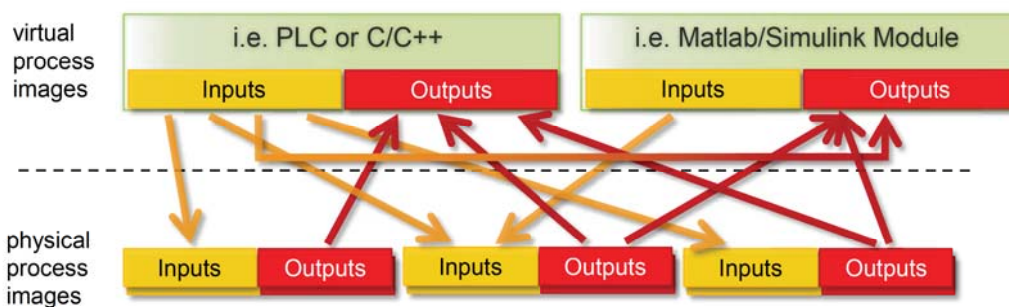 virtual
process
images
i.e. PLC or C/C++
i.e. Matlab/Simulink Module
Inputs
Outputs
Inputs
Outputs
physical
process
images
Inputs
Outputs
Inputs
Outputs
Inputs
Outputs